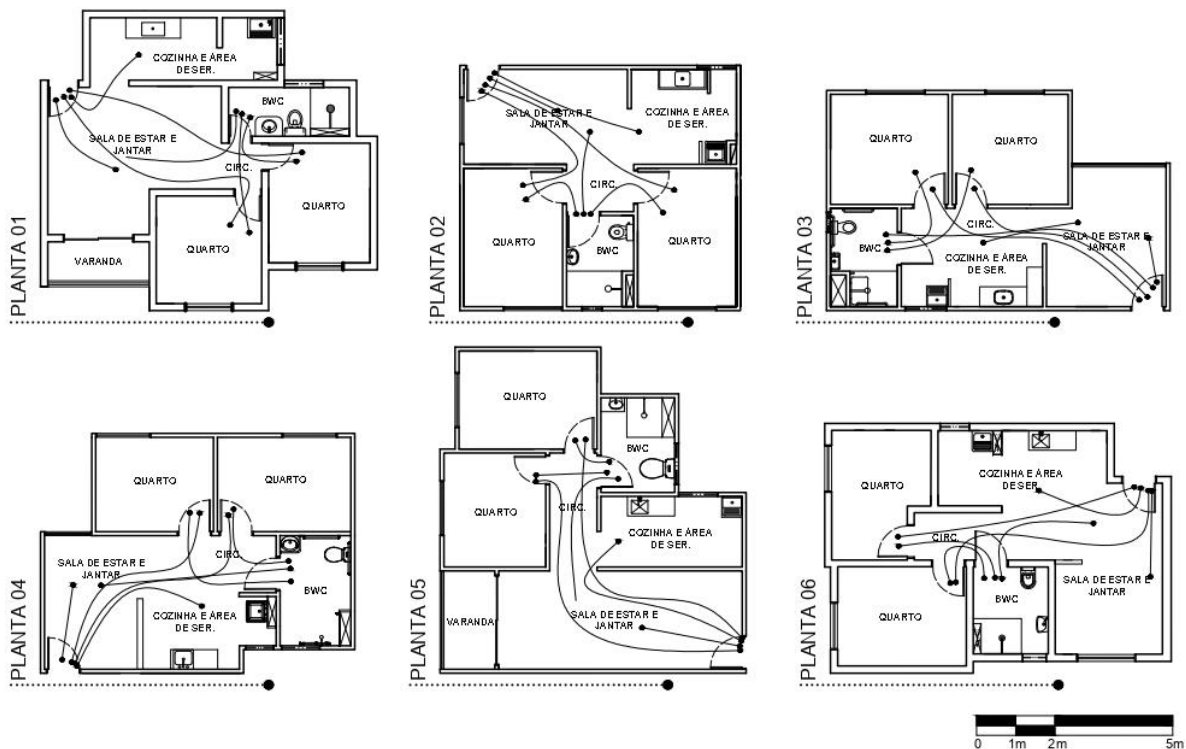 PLANTA 01
COZINHA E ÁREA
DE SER.
BWC
SALA DE ESTAR E
JANTAR
CIRC.
QUARTO
QUARTO
VARANDA
PLANTA 02
SALA DE ESTAR E
JANTAR
COZINHA E ÁREA
DE SER.
CIRC.
QUARTO
QUARTO
BWC
PLANTA 03
QUARTO
QUARTO
CIRC.
SALA DE ESTAR E
JANTAR
BWC
COZINHA E ÁREA
DE SER.
PLANTA 04
QUARTO
QUARTO
SALA DE ESTAR E
JANTAR
CIRC.
BWC
COZINHA E ÁREA
DE SER.
PLANTA 05
QUARTO
BWC
QUARTO
CIRC.
COZINHA E ÁREA
DE SER.
VARANDA
SALA DE ESTAR E
JANTAR
PLANTA 06
QUARTO
COZINHA E ÁREA
DE SER.
CIRC.
SALA DE ESTAR E
JANTAR
BWC
QUARTO
0 1m 2m 5m